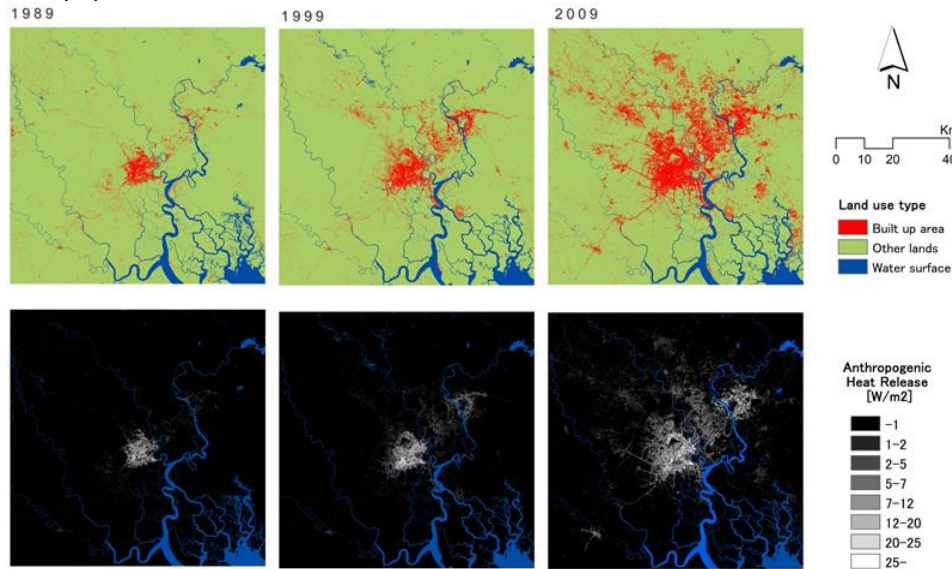 1989
1999
2009
N
Km
0 10 20 40
Land use type
Built up area
Other lands
Water surface
Anthropogenic
Heat Release
[W/m2]
-1
1-2
2-5
5-7
7-12
12-20
20-25
25-